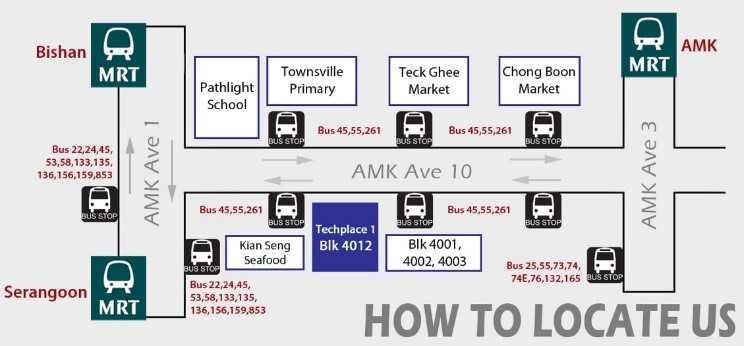 Bishan
MRT
MRT
AMK
Pathlight
School
Townsville
Primary
Teck Ghee
Market
Chong Boon
Market
BUS STOP
Bus 45,55,261
BUS STOP
Bus 45,55,261
BUS STOP
Bus 22,24,45,
53,58,133,135,
136,156,159,853
BUS STOP
AMK Ave 1
AMK Ave 10
AMK Ave 3
Bus 45,55,261
BUS STOP
BUS STOP
Bus 45,55,261
BUS STOP
Kian Seng
Seafood
Techplace 1
Blk 4012
Blk 4001,
4002, 4003
BUS STOP
Bus 22,24,45,
53,58,133,135,
136,156,159,853
Bus 25,55,73,74,
74E,76,132,165
BUS STOP
Serangoon
MRT
HOW TO LOCATE US